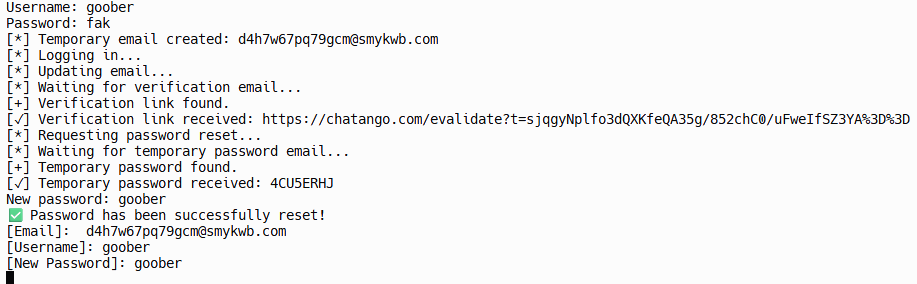 Username: goober
Password: fak
[*] Temporary email created: d4h7w67pq79gcm@smykwb.com
[*] Logging in...
[*] Updating email...
[*] Waiting for verification email...
[+] Verification link found.
[✓] Verification link received: https://chatango.com/evalidate?t=sjqgyNplfo3dQXKfeQA35g/852chC0/uFweIfSZ3YA%3D%3D
[*] Requesting password reset...
[*] Waiting for temporary password email...
[+] Temporary password found.
[✓] Temporary password received: 4CU5ERHJ
New password: goober
✅ Password has been successfully reset!
[Email]:  d4h7w67pq79gcm@smykwb.com
[Username]: goober
[New Password]: goober